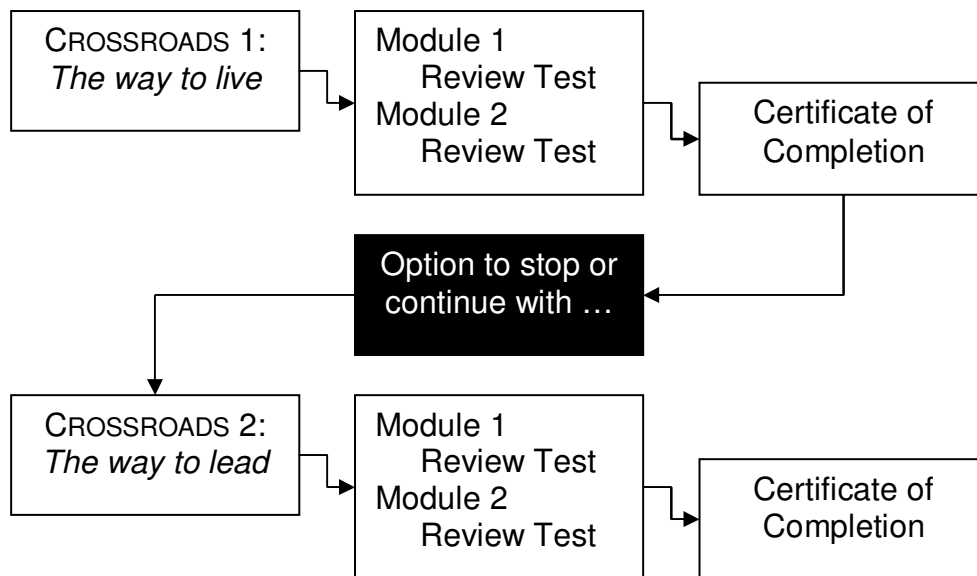 CROSSROADS 1:
The way to live
Module 1
Review Test
Module 2
Review Test
Certificate of
Completion
Option to stop or
continue with …
CROSSROADS 2:
The way to lead
Module 1
Review Test
Module 2
Review Test
Certificate of
Completion